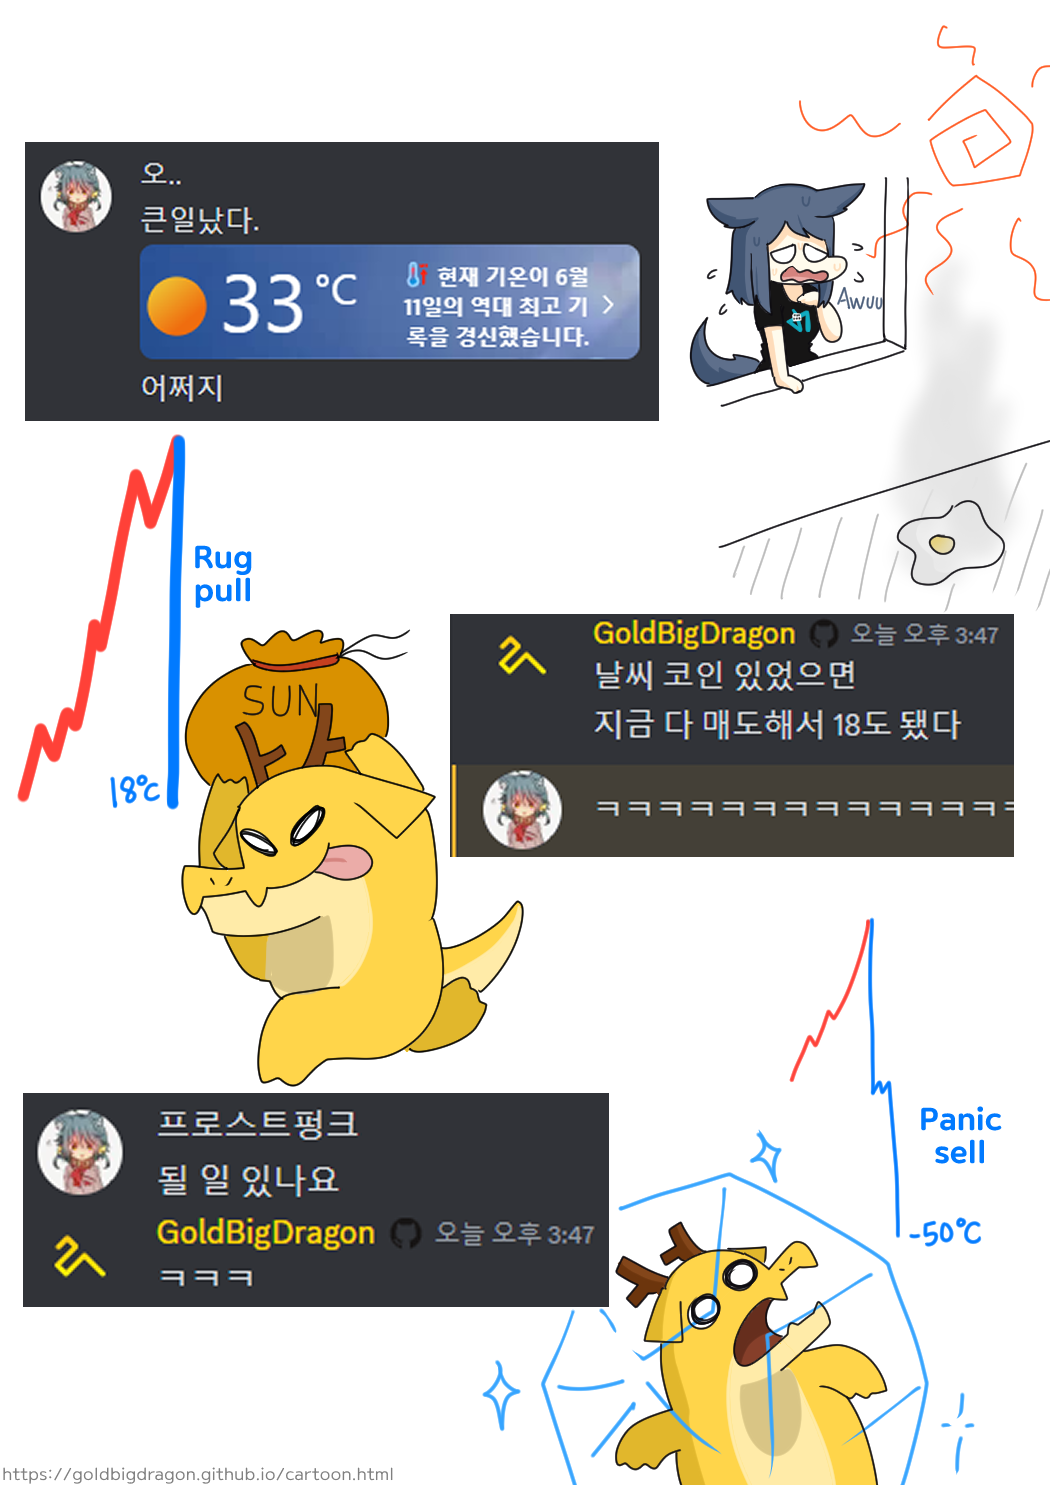 오..
큰일났다.
33 °C
현재 기온이 6월
11일의 역대 최고 기
록을 경신했습니다.
어쩌지
AWUU
Rug
pull
18℃
SUN
GoldBigDragon 오늘 오후 3:47
날씨 코인 있었으면
지금 다 매도해서 18도 됐다
ㅋㅋㅋㅋㅋㅋㅋㅋㅋㅋㅋㅋㅋㅋ
Panic
sell
-50℃
프로스트펑크
될 일 있나요
GoldBigDragon 오늘 오후 3:47
ㅋㅋㅋ
https://goldbigdragon.github.io/cartoon.html